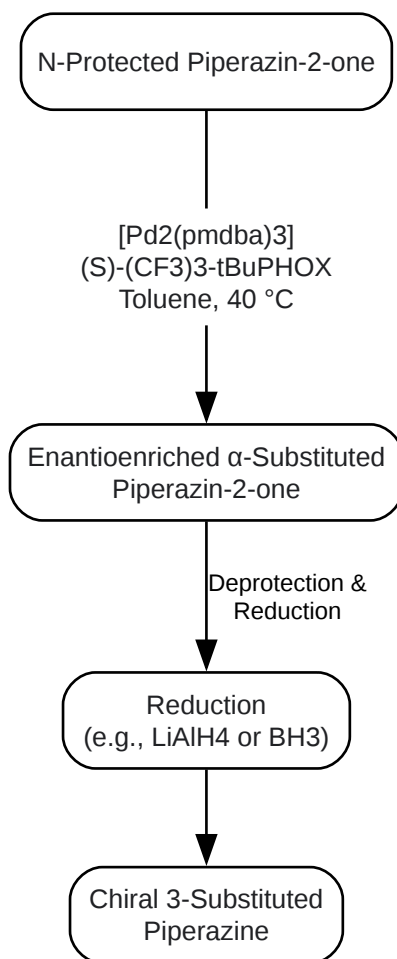 N-Protected Piperazin-2-one
[Pd2(pmdba)3]
(S)-(CF3)3-tBuPHOX
Toluene, 40 °C
Enantioenriched α-Substituted
Piperazin-2-one
Deprotection &
Reduction
Reduction
(e.g., LiAlH4 or BH3)
Chiral 3-Substituted
Piperazine